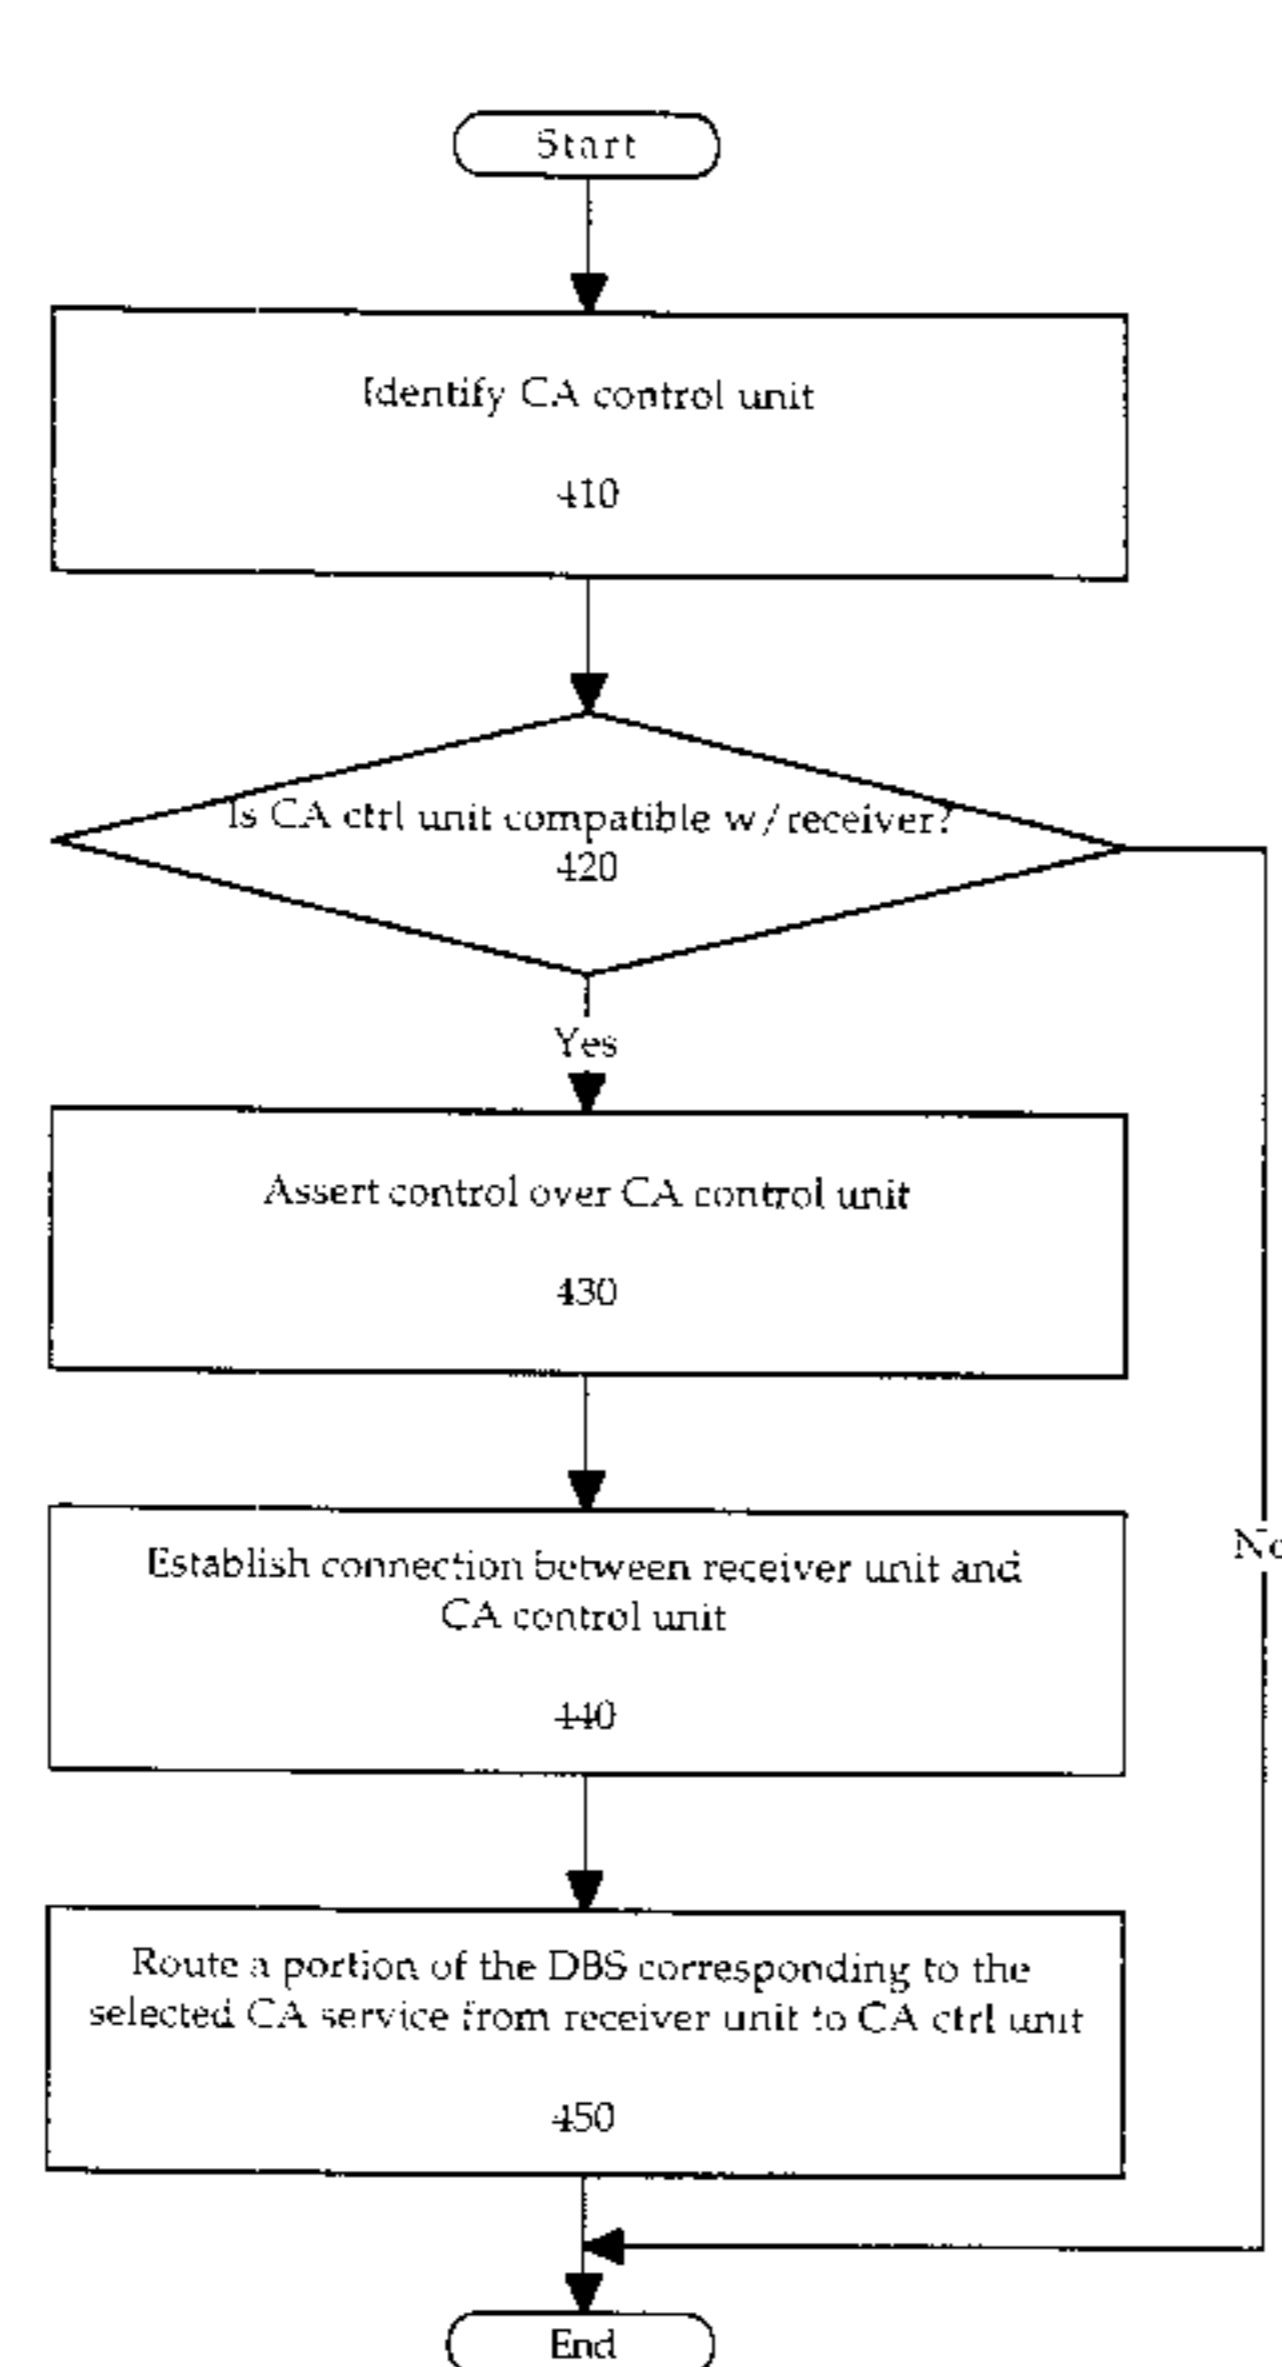 Start
Identify CA control unit
410
Is CA ctrl unit compatible w/receiver?
420
Yes
Assert control over CA control unit
430
Establish connection between receiver unit and
CA control unit
440
No
Route a portion of the DBS corresponding to the
selected CA service from receiver unit to CA ctrl unit
450
End